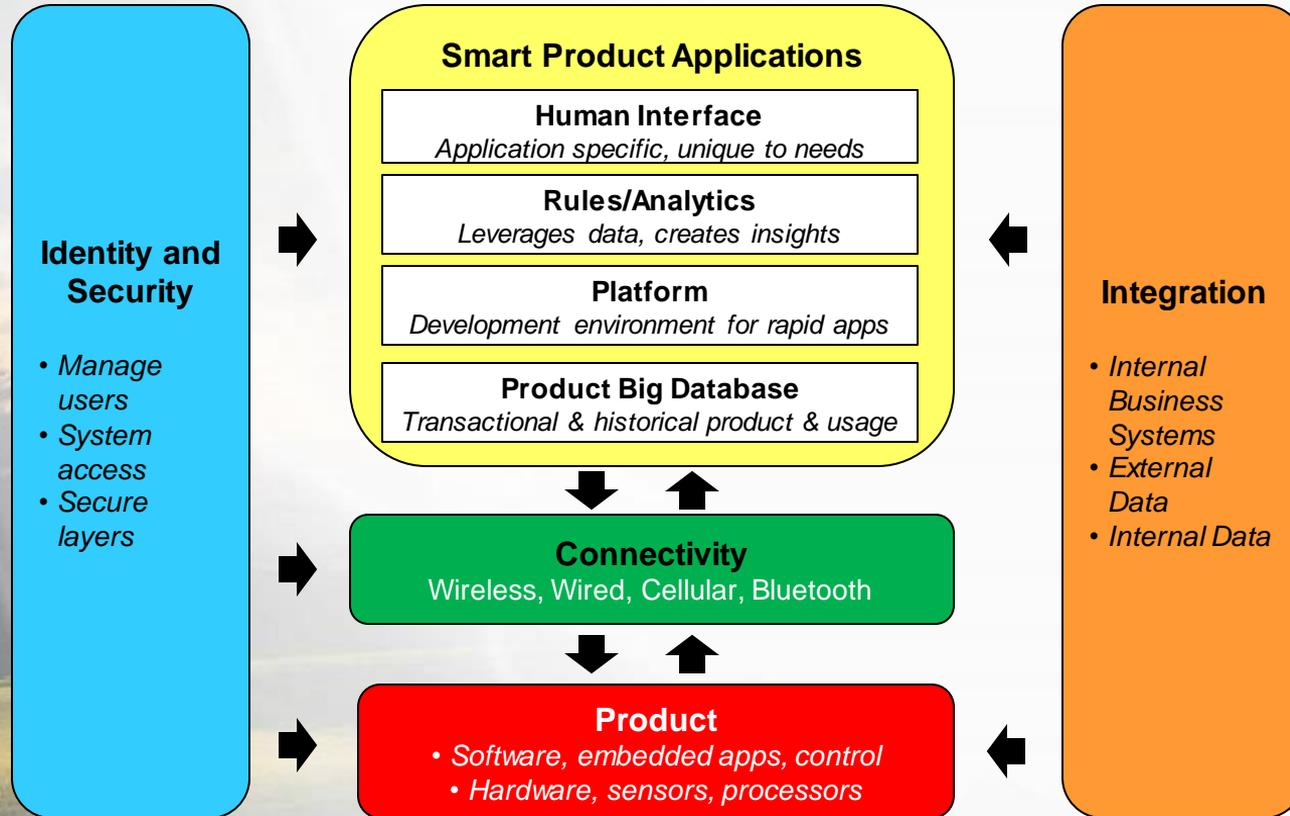 Identity and
Security
• Manage
users
• System
access
• Secure
layers
Smart Product Applications
Human Interface
Application specific, unique to needs
Rules/Analytics
Leverages data, creates insights
Platform
Development environment for rapid apps
Product Big Database
Transactional & historical product & usage
Connectivity
Wireless, Wired, Cellular, Bluetooth
Product
• Software, embedded apps, control
• Hardware, sensors, processors
Integration
• Internal
Business
Systems
• External
Data
• Internal Data